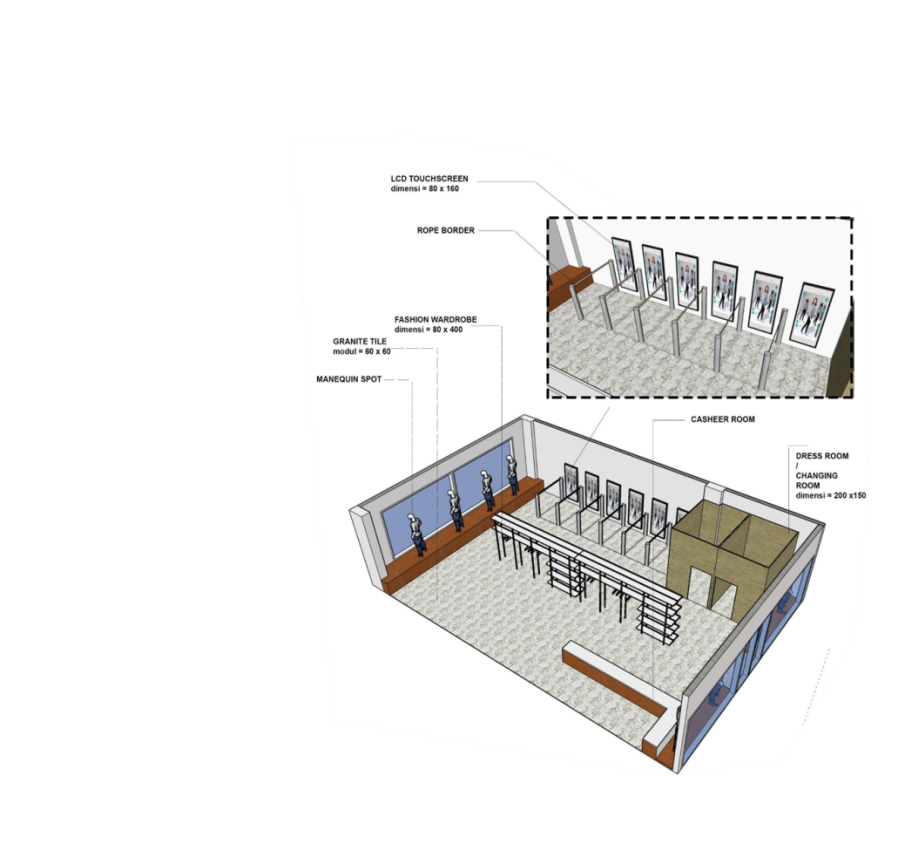 LCD TOUCHSCREEN
dimensi = 80 x 160
ROPE BORDER
FASHION WARDROBE
dimensi = 80 x 400
GRANITE TILE
modul = 60 x 60
MANEQUIN SPOT
CASHEER ROOM
DRESS ROOM
/
CHANGING
ROOM
dimensi = 200 x150